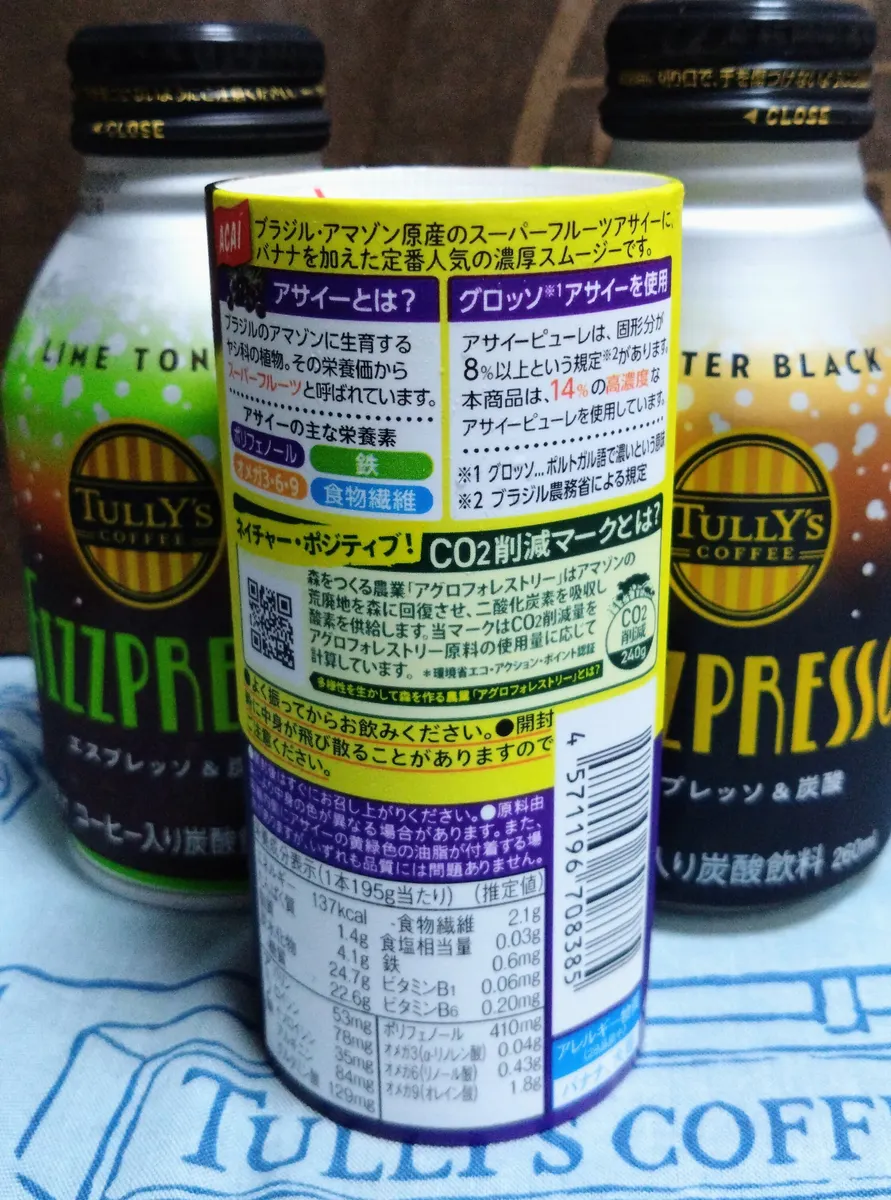 ◀CLOSE
切り口で、手を傷つけない
◀CLOSE
LIME TON
TULLY'S
COFFEE
FIZZPRE
エスプレッソ&炭
コーヒー入り炭酸
TER BLACK
TULLY'S
COFFEE
ZPRESSO
プレッソ&炭酸
入り炭酸飲料 260ml
ACAI
ブラジル・アマゾン原産のスーパーフルーツアサイーに、
バナナを加えた定番人気の濃厚スムージーです。
アサイーとは?
ブラジルのアマゾンに生育する
ヤシ科の植物。その栄養価から
スーパーフルーツと呼ばれています。
アサイーの主な栄養素
ポリフェノール
鉄
オメガ3・6・9
食物繊維
グロッソ※1アサイーを使用
アサイーピューレは、固形分が
8%以上という規定※2があります。
本商品は、14%の高濃度な
アサイーピューレを使用しています。
※1 グロッソ…ポルトガル語で濃いという意味
※2 ブラジル農務省による規定
ネイチャー・ポジティブ!
CO2削減マークとは?
森をつくる農業「アグロフォレストリー」はアマゾンの
荒廃地を森に回復させ、二酸化炭素を吸収し
酸素を供給します。当マークはCO2削減量を
アグロフォレストリー原料の使用量に応じて
計算しています。 *環境省エコ・アクション・ポイント認証
CO2
削減
240g
多様性を生かして森を作る農業「アグロフォレストリー」とは?
●よく振ってからお飲みください。●開封
時に中身が飛び散ることがありますので
注意ください。
はすぐにお召し上がりください。●原料由
中身の色が異なる場合があります。また、
アサイーの黄緑色の油脂が付着する場
ますが、いずれも品質には問題ありません。
成分表示(1本195g当たり) (推定値)
エネルギー 137kcal
1.4g
4.1g
24.7g
22.6g
-食物繊維 2.1g
食塩相当量 0.03g
鉄 0.6mg
ビタミンB1 0.06mg
ビタミンB6 0.20mg
53mg
78mg
35mg
84mg
129mg
ポリフェノール 410mg
オメガ3(α-リノレン酸) 0.04g
オメガ6(リノール酸) 0.43g
オメガ9(オレイン酸) 1.8g
4 571196 708385
アレルギー物質
バナナ
TULLY'S COFF